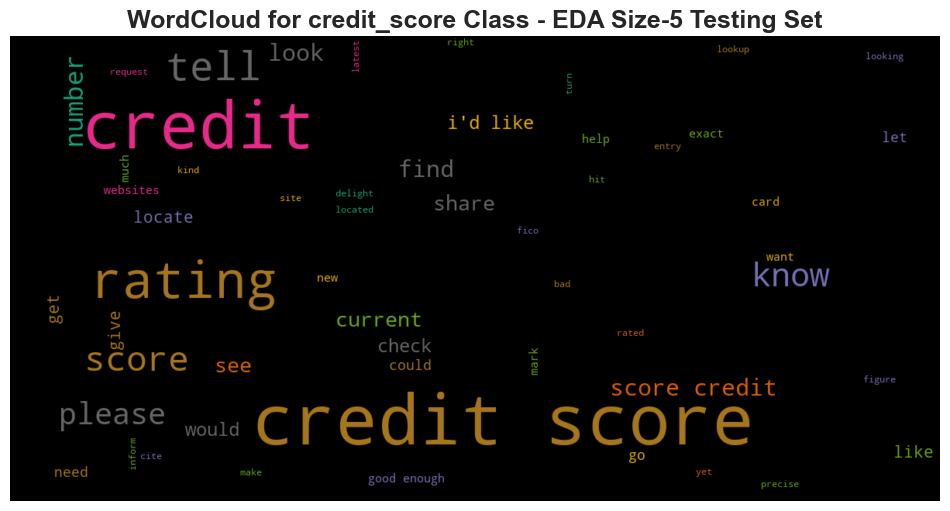 WordCloud for credit_score Class - EDA Size-5 Testing Set
right
latest
lookup
look
tell
looking
number
request
turn
credit
i'd like
help
exact
let
entry
much
kind
find
hit
websites
delight
site
share
card
located
locate
fico
want
rating
know
new
bad
get
give
current
rated
check
mark
score
see
could
figure
score credit
please
credit score
would
like
inform
cite
go
need
make
good enough
yet
precise